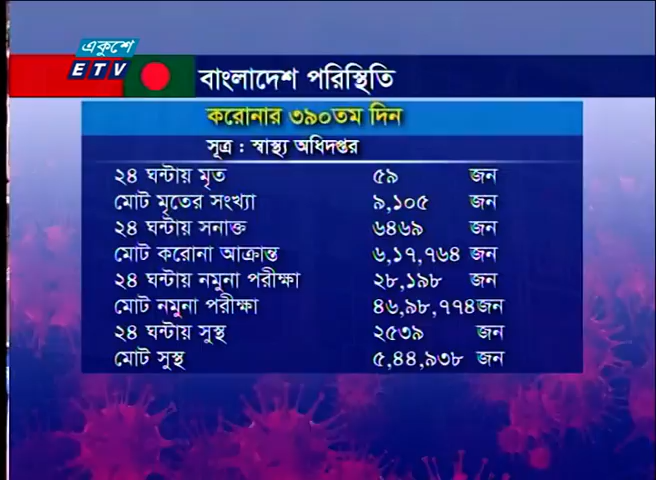 একুশে
ETV
বাংলাদেশ পরিস্থিতি
করোনার ৩৯০তম দিন
সূত্র : স্বাস্থ্য অধিদপ্তর
২৪ ঘন্টায় মৃত ৫৯ জন
মোট মৃতের সংখ্যা ৯,১০৫ জন
২৪ ঘন্টায় সনাক্ত ৬৪৬৯ জন
মোট করোনা আক্রান্ত ৬,১৭,৭৬৪ জন
২৪ ঘন্টায় নমুনা পরীক্ষা ২৮,১৯৮ জন
মোট নমুনা পরীক্ষা ৪৬,৯৮,৭৭৪জন
২৪ ঘন্টায় সুস্থ ২৫৩৯ জন
মোট সুস্থ ৫,৪৪,৯৩৮ জন